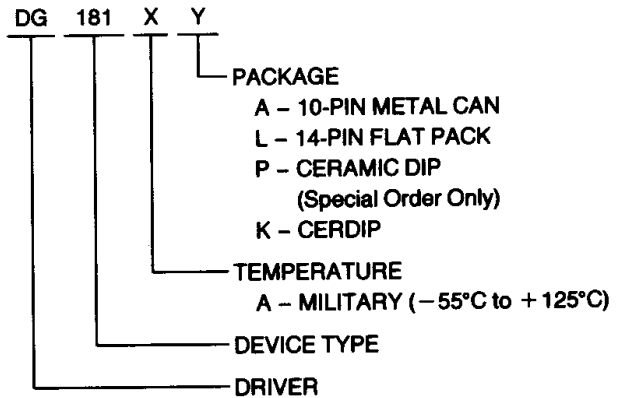 DG 181 X Y
PACKAGE
A – 10-PIN METAL CAN
L – 14-PIN FLAT PACK
P – CERAMIC DIP
(Special Order Only)
K – CERDIP
TEMPERATURE
A – MILITARY (−55°C to +125°C)
DEVICE TYPE
DRIVER